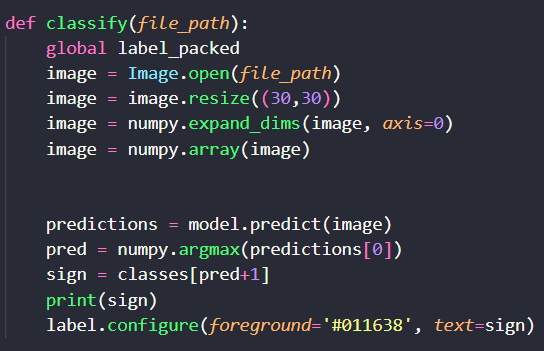 def classify(file_path):
    global label_packed
    image = Image.open(file_path)
    image = image.resize((30,30))
    image = numpy.expand_dims(image, axis=0)
    image = numpy.array(image)
    predictions = model.predict(image)
    pred = numpy.argmax(predictions[0])
    sign = classes[pred+1]
    print(sign)
    label.configure(foreground='#011638', text=sign)